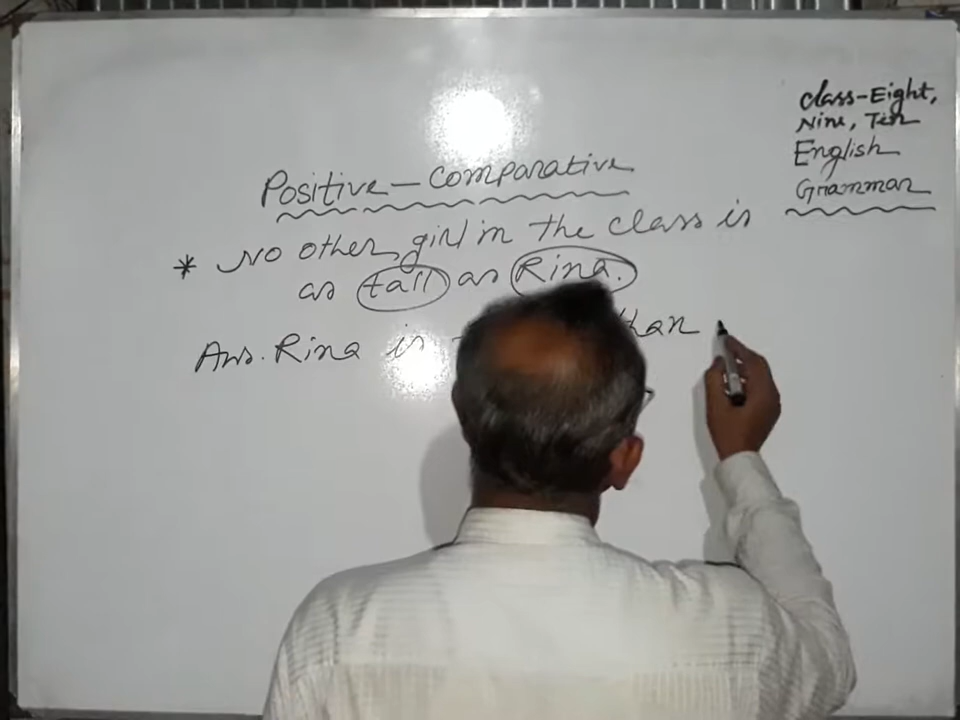 Class-Eight,
Nine, Ten
English
Grammar
Positive-Comparative
* No other girl in the class is
as tall as Rina.
Ans. Rina is than